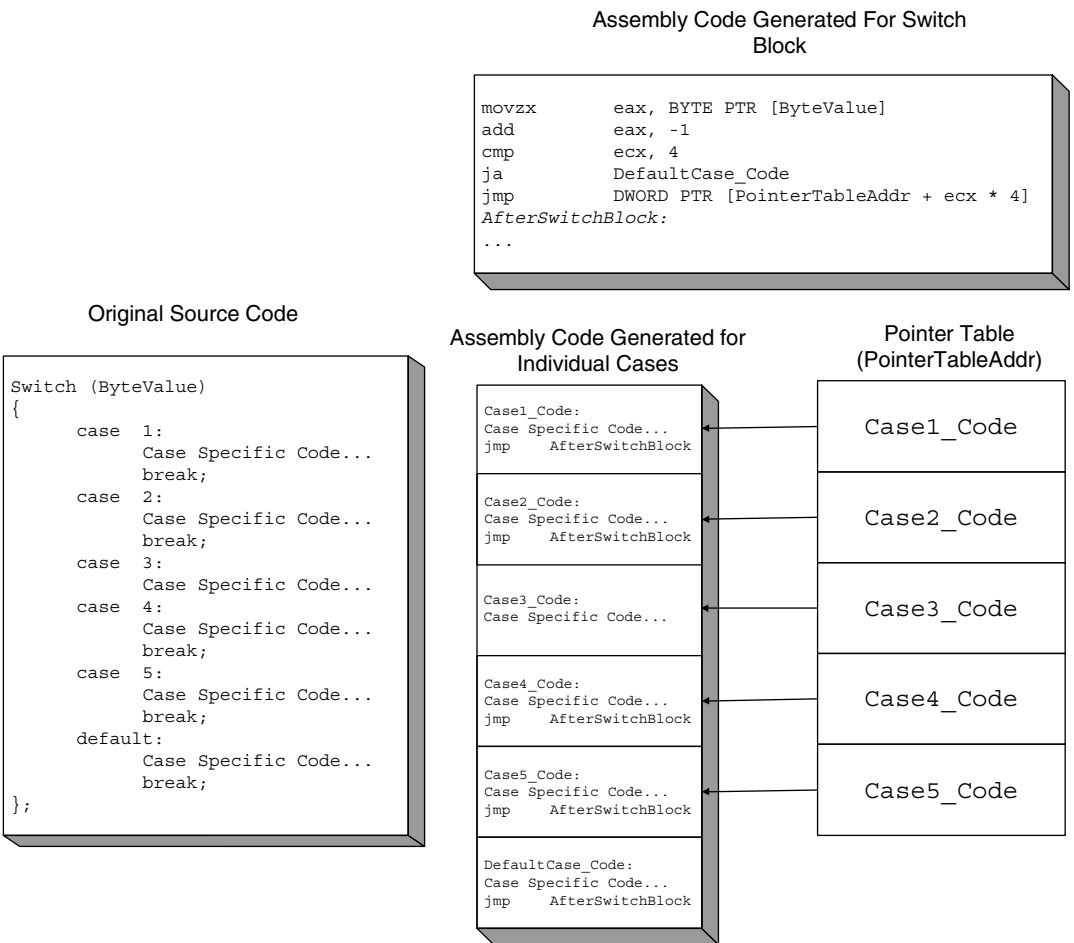 Assembly Code Generated For Switch
Block
movzx eax, BYTE PTR [ByteValue]
add eax, -1
cmp ecx, 4
ja DefaultCase_Code
jmp DWORD PTR [PointerTableAddr + ecx * 4]
AfterSwitchBlock:
...
Original Source Code
Switch (ByteValue)
{
case 1:
Case Specific Code...
break;
case 2:
Case Specific Code...
break;
case 3:
Case Specific Code...
case 4:
Case Specific Code...
break;
case 5:
Case Specific Code...
break;
default:
Case Specific Code...
break;
};
Assembly Code Generated for
Individual Cases
Case1_Code:
Case Specific Code...
jmp AfterSwitchBlock
Case2_Code:
Case Specific Code...
jmp AfterSwitchBlock
Case3_Code:
Case Specific Code...
Case4_Code:
Case Specific Code...
jmp AfterSwitchBlock
Case5_Code:
Case Specific Code...
jmp AfterSwitchBlock
DefaultCase_Code:
Case Specific Code...
jmp AfterSwitchBlock
Pointer Table
(PointerTableAddr)
Case1_Code
Case2_Code
Case3_Code
Case4_Code
Case5_Code